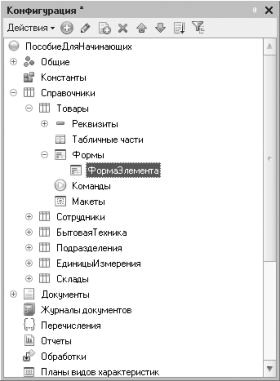 Конфигурация *
Действия
ПособиеДляНачинающих
Общие
Константы
Справочники
Товары
Реквизиты
Табличные части
Формы
ФормаЭлемента
Команды
Макеты
Сотрудники
БытоваяТехника
Подразделения
ЕдиницыИзмерения
Склады
Документы
Журналы документов
Перечисления
Отчеты
Обработки
Планы видов характеристик